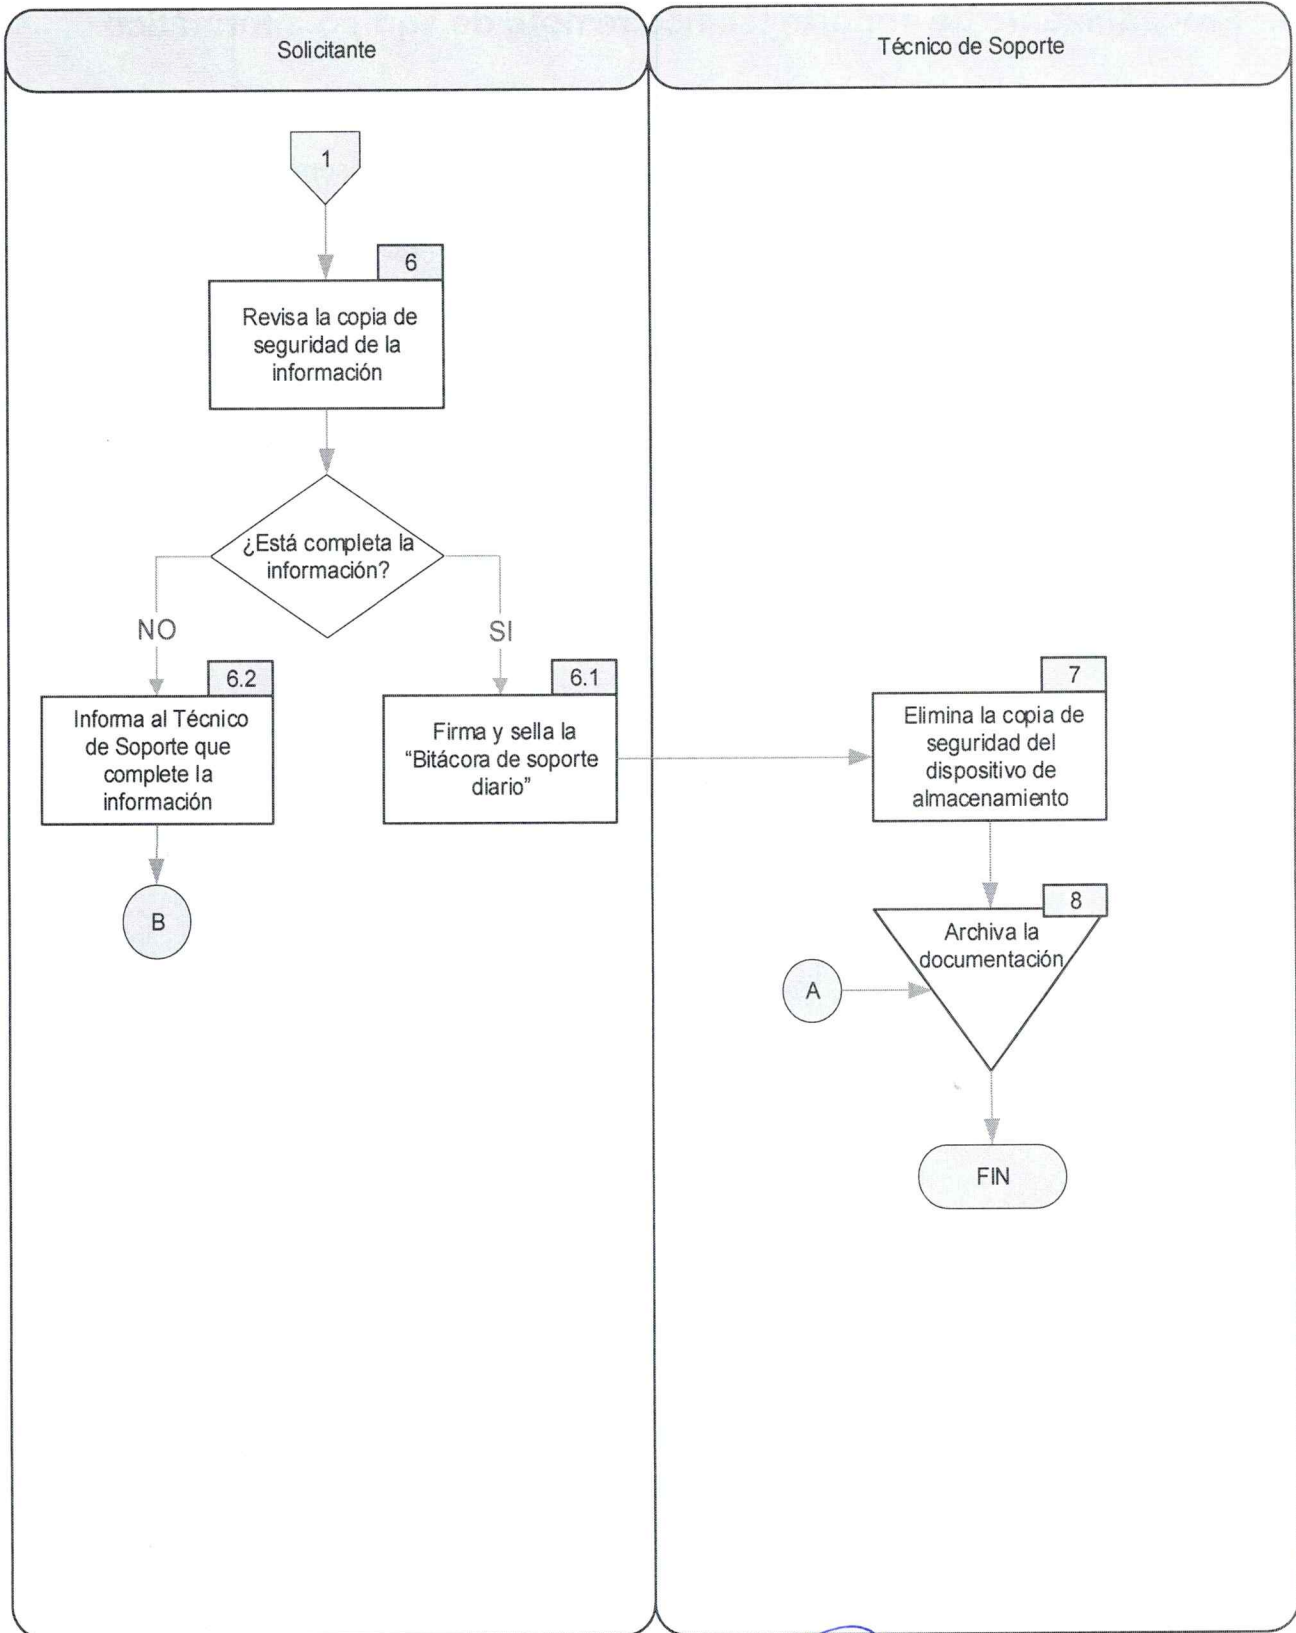 Solicitante
Técnico de Soporte
1
6
Revisa la copia de
seguridad de la
información
¿Está completa la
información?
NO
SI
6.2
Informa al Técnico
de Soporte que
complete la
información
6.1
Firma y sella la
“Bitácora de soporte
diario”
7
Elimina la copia de
seguridad del
dispositivo de
almacenamiento
B
8
Archiva la
documentación
A
FIN